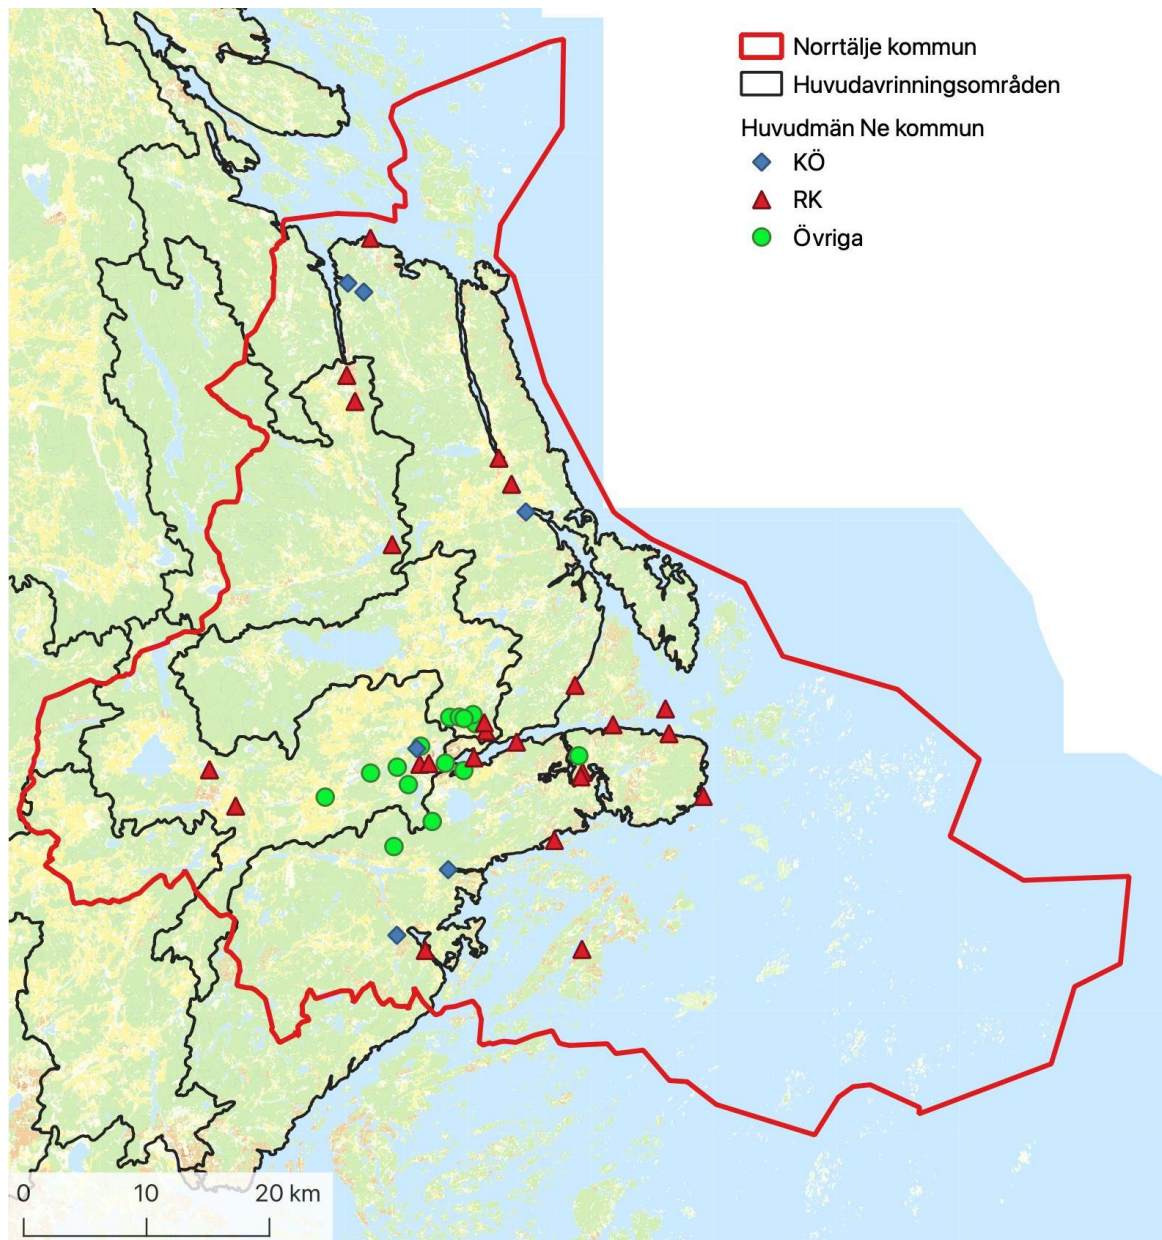 Norrtälje kommun
Huvudavrinningsområden
Huvudmän Ne kommun
KÖ
RK
Övriga
0 10 20 km